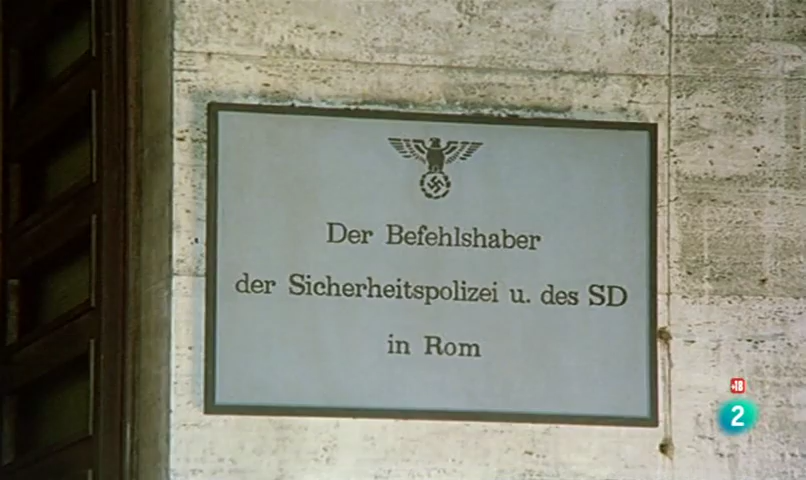 Der Befehlshaber
der Sicherheitspolizei u. des SD
in Rom
+18
2